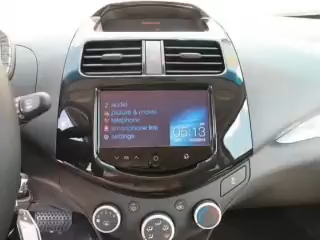 audio
picture & movie
telephone
smartphone link
settings
05:13